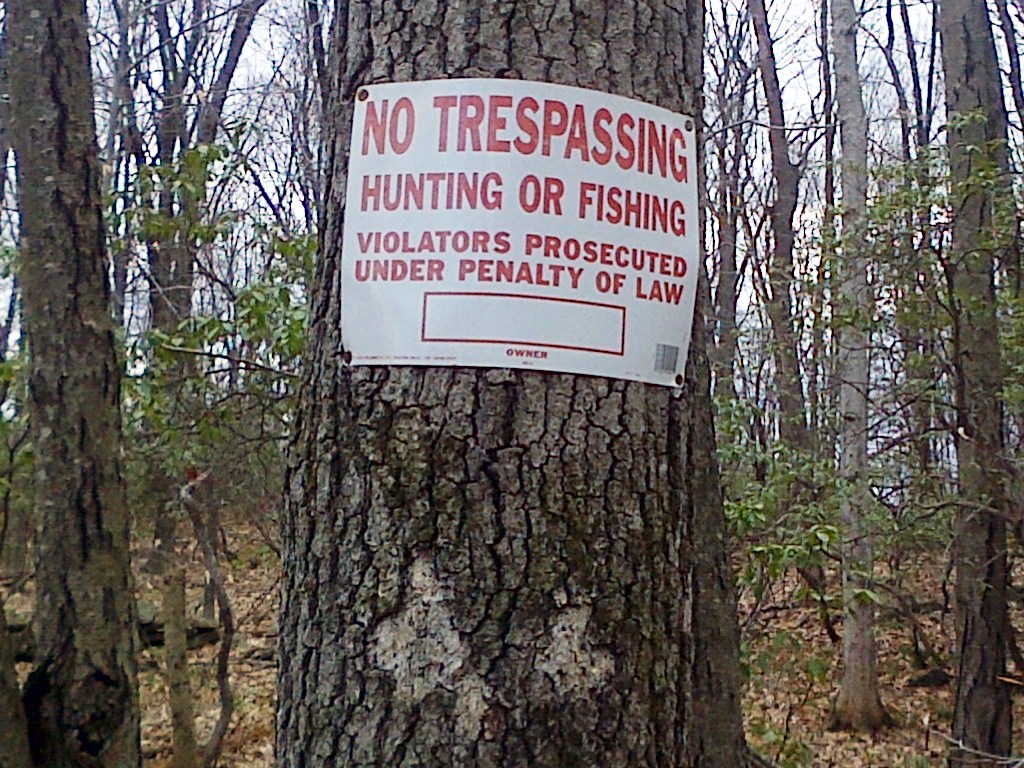 NO TRESPASSING
HUNTING OR FISHING
VIOLATORS PROSECUTED
UNDER PENALTY OF LAW
OWNER